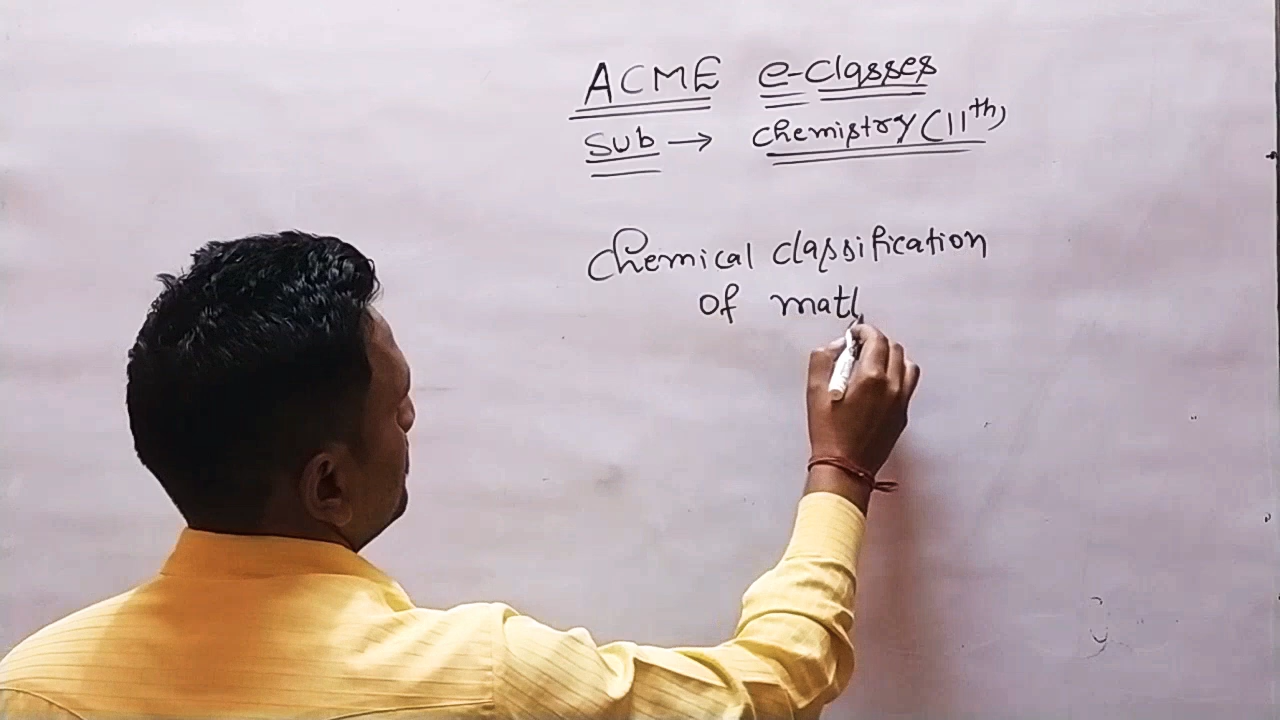 ACME e-classes
Sub → chemistry (11th)
Chemical classification
of matt